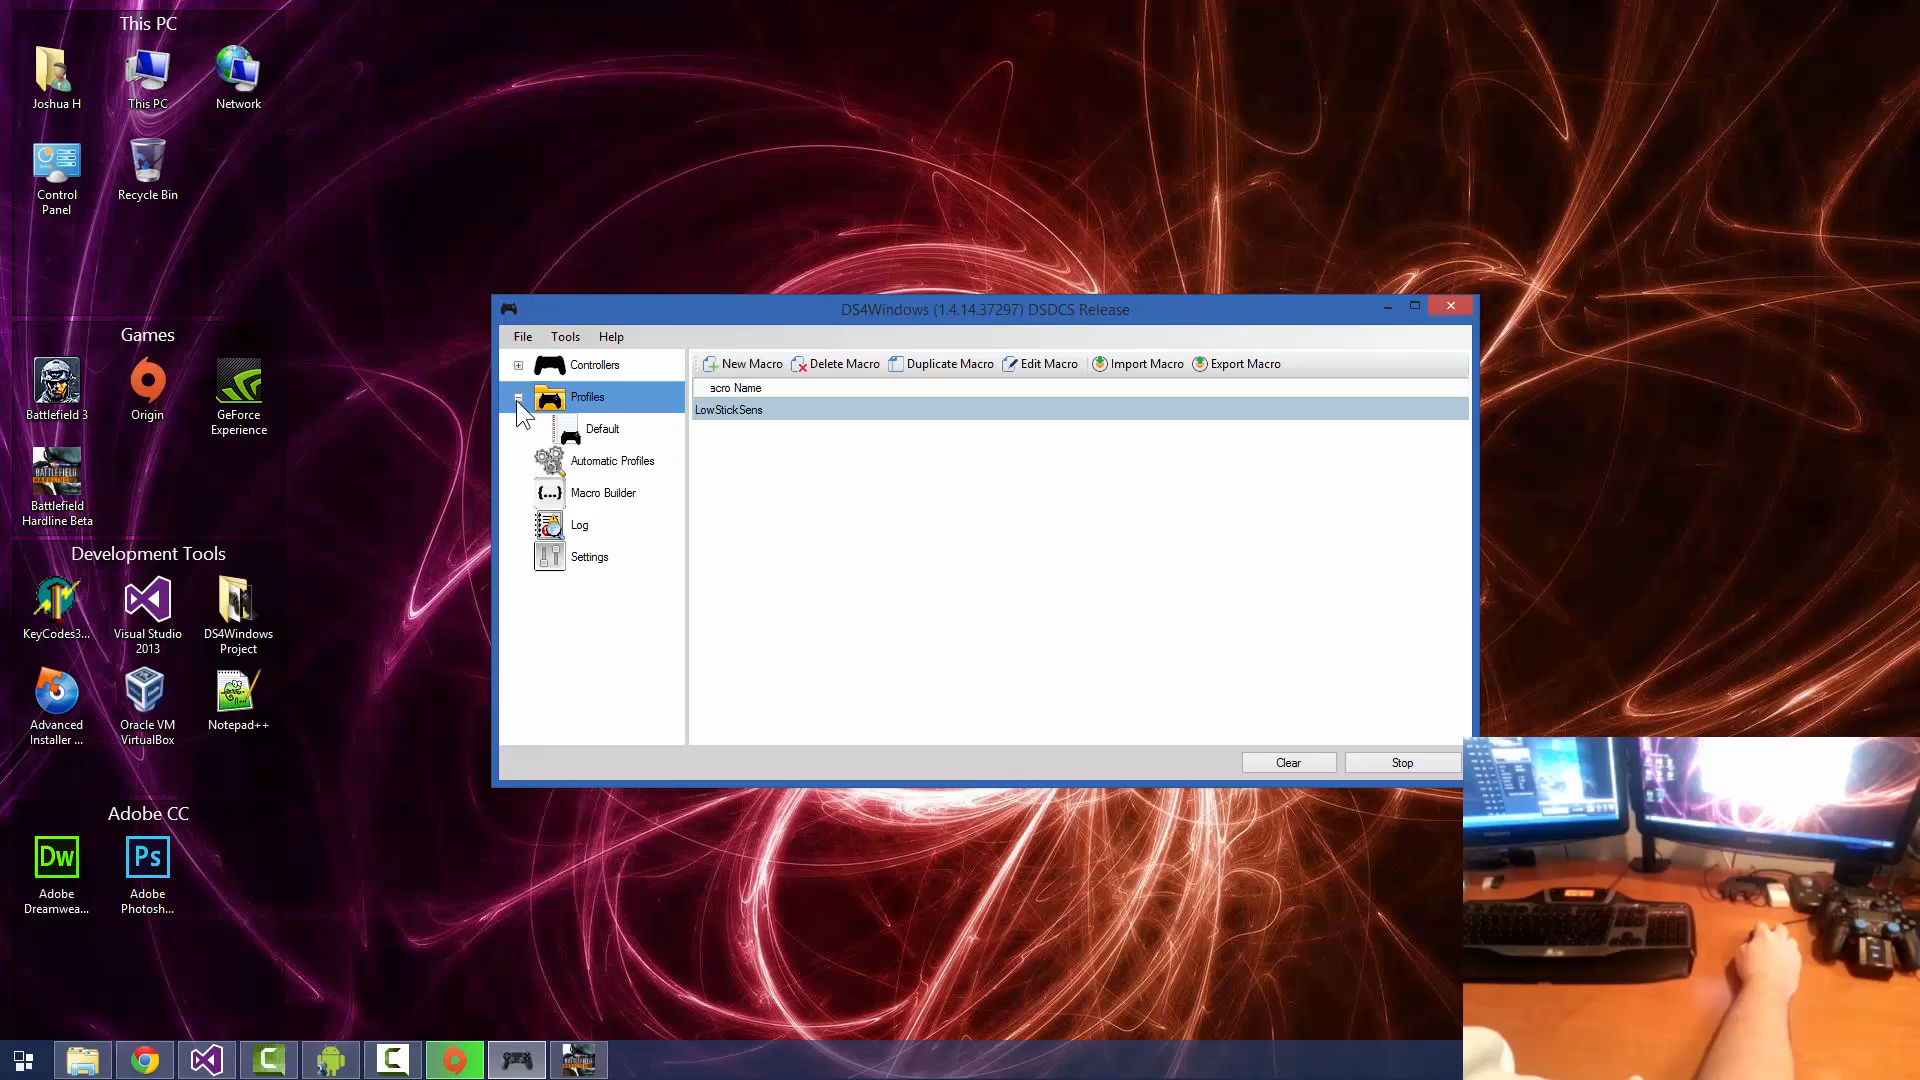 This PC
Joshua H
This PC
Network
Control
Panel
Recycle Bin
Games
Battlefield 3
Origin
GeForce
Experience
Battlefield
Hardline Beta
Development Tools
KeyCodes3...
Visual Studio
2013
DS4Windows
Project
Advanced
Installer ...
Oracle VM
VirtualBox
Notepad++
Adobe CC
Dw
Ps
Adobe
Dreamwea...
Adobe
Photosh...
DS4Windows (1.4.14.37297) DSDCS Release
File
Tools
Help
Controllers
Profiles
Default
Automatic Profiles
{...}
Macro Builder
Log
Settings
New Macro
Delete Macro
Duplicate Macro
Edit Macro
Import Macro
Export Macro
acro Name
LowStickSens
Clear
Stop